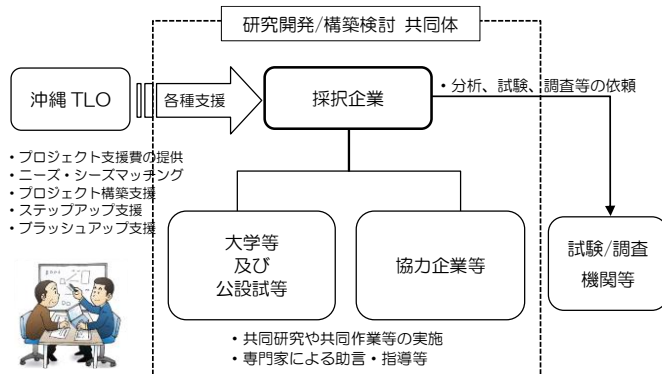 研究開発/構築検討 共同体
沖縄 TLO
各種支援
採択企業
・分析、試験、調査等の依頼
・プロジェクト支援費の提供
・ニーズ・シーズマッチング
・プロジェクト構築支援
・ステップアップ支援
・ブラッシュアップ支援
大学等
及び
公設試等
協力企業等
試験/調査
機関等
・共同研究や共同作業等の実施
・専門家による助言・指導等